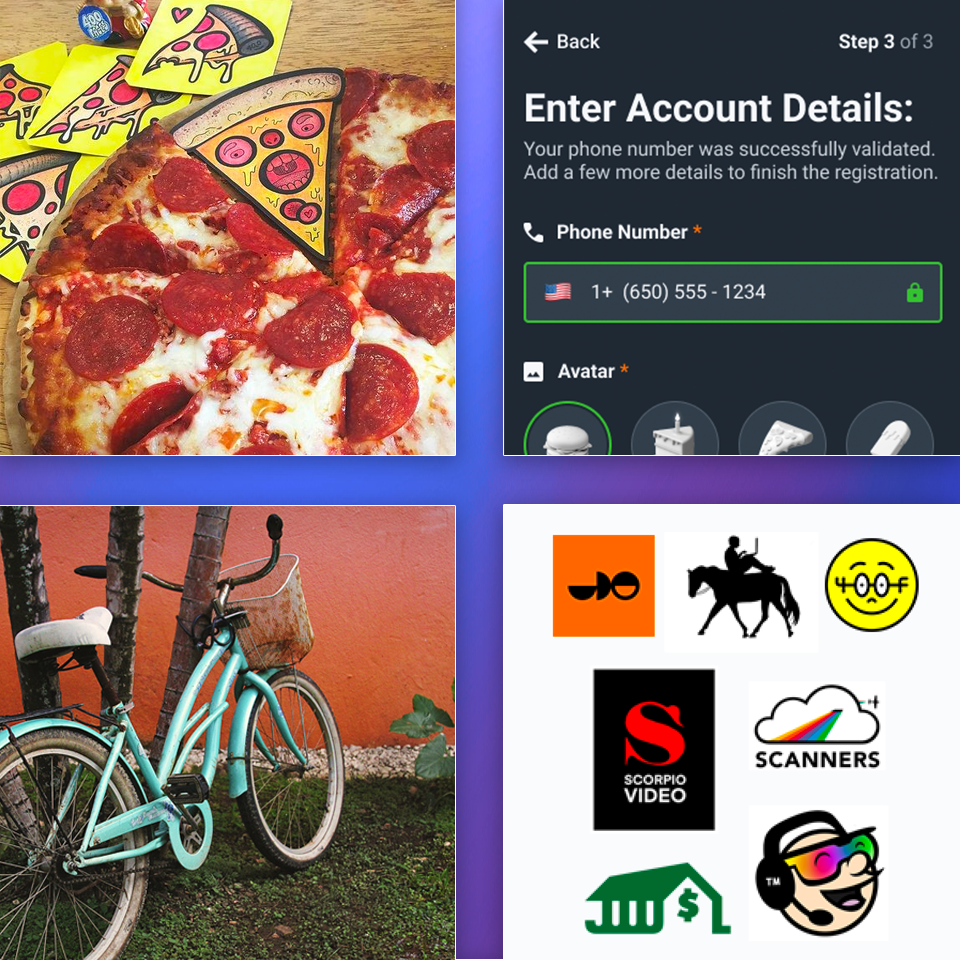 Back
Step 3 of 3
Enter Account Details:
Your phone number was successfully validated.
Add a few more details to finish the registration.
Phone Number *
1+ (650) 555 - 1234
Avatar *
SCORPIO
VIDEO
SCANNERS
TM
$